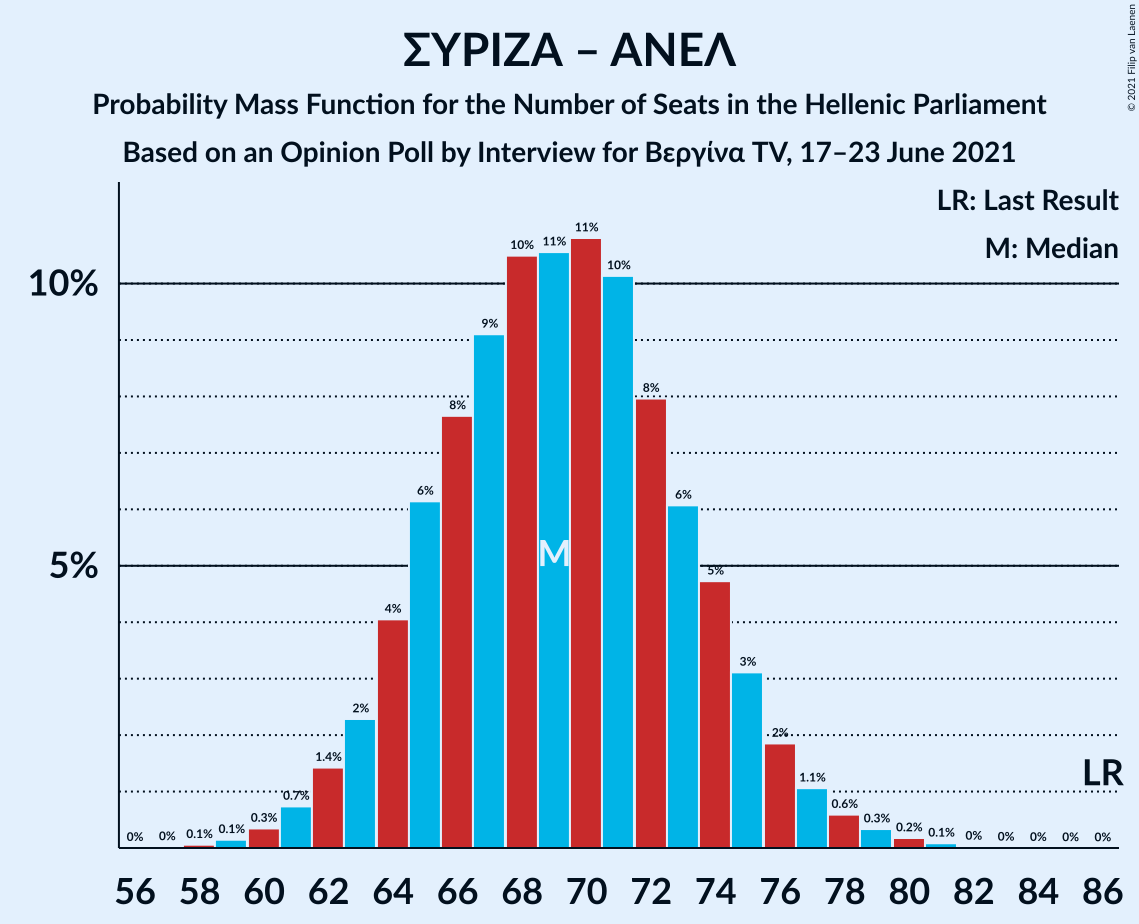 ΣΥΡΙΖΑ – ΑΝΕΛ
Probability Mass Function for the Number of Seats in the Hellenic Parliament
Based on an Opinion Poll by Interview for Βεργίνα TV, 17–23 June 2021
© 2021 Filip van Laenen
LR: Last Result
M: Median
10%
5%
0% 0% 0.1% 0.1% 0.3% 0.7% 1.4% 2% 4% 6% 8% 9% 10% 11% 11% 10% 8% 6% 5% 3% 2% 1.1% 0.6% 0.3% 0.2% 0.1% 0% 0% 0% 0% 0%
M
LR
56 58 60 62 64 66 68 70 72 74 76 78 80 82 84 86